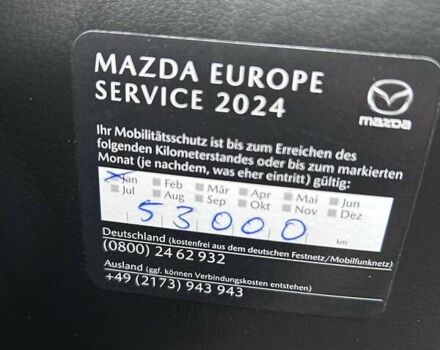 MAZDA EUROPE
SERVICE 2024
mazda
Ihr Mobilitätsschutz ist bis zum Erreichen des
folgenden Kilometerstandes oder bis zum markierten
Monat (je nachdem, was eher eintritt) gültig:
Jan Feb Mär Apr Mai Jun
Jul Aug Sep Okt Nov Dez
53000 km
Deutschland (kostenfrei aus dem deutschen Festnetz/Mobilfunknetz)
(0800) 24 62 932
Ausland (ggf. können Verbindungskosten entstehen)
+49 (2173) 943 943